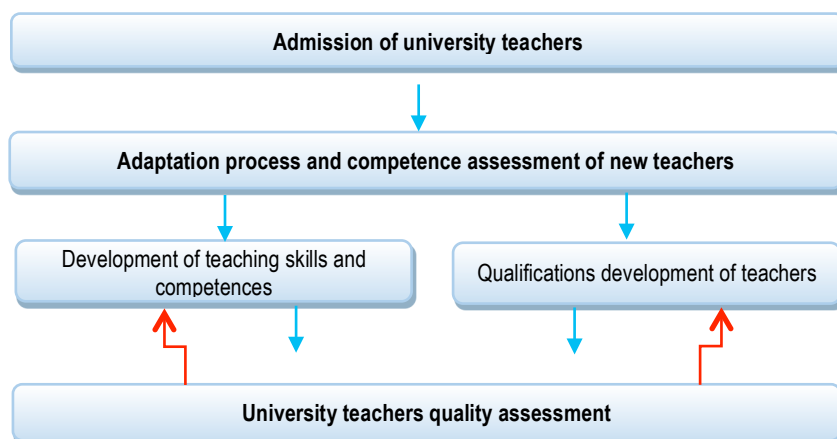 Admission of university teachers
Adaptation process and competence assessment of new teachers
Development of teaching skills and
competences
Qualifications development of teachers
University teachers quality assessment